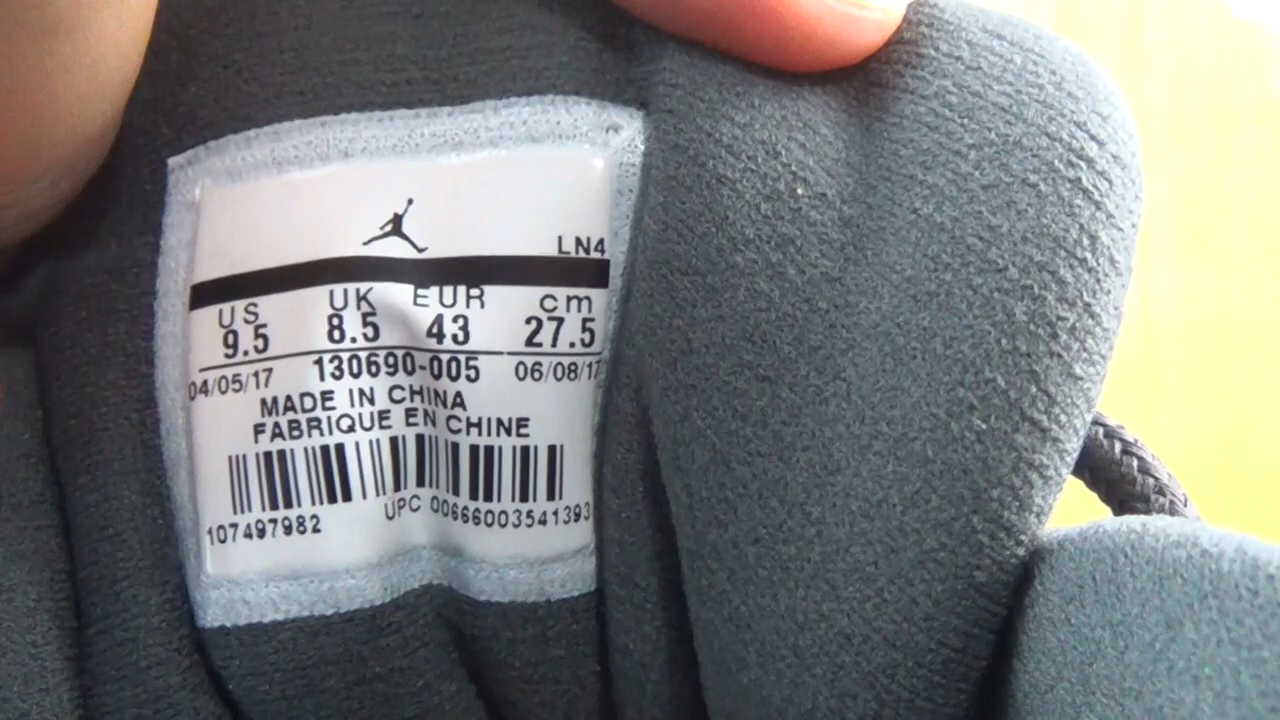 LN4
US UK EUR cm
9.5 8.5 43 27.5
04/05/17 130690-005 06/08/17
MADE IN CHINA
FABRIQUE EN CHINE
107497982 UPC 00666003541393